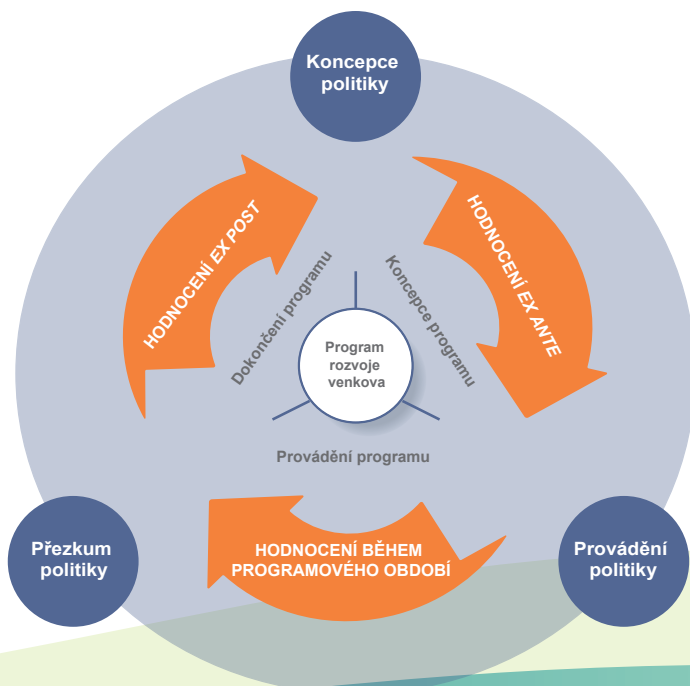 Koncepce
politiky
HODNOCENÍ EX POST
HODNOCENÍ EX ANTE
Dokončení programu
Koncepce programu
Program
rozvoje
venkova
Provádění programu
Přezkum
politiky
HODNOCENÍ BĚHEM
PROGRAMOVÉHO OBDOBÍ
Provádění
politiky